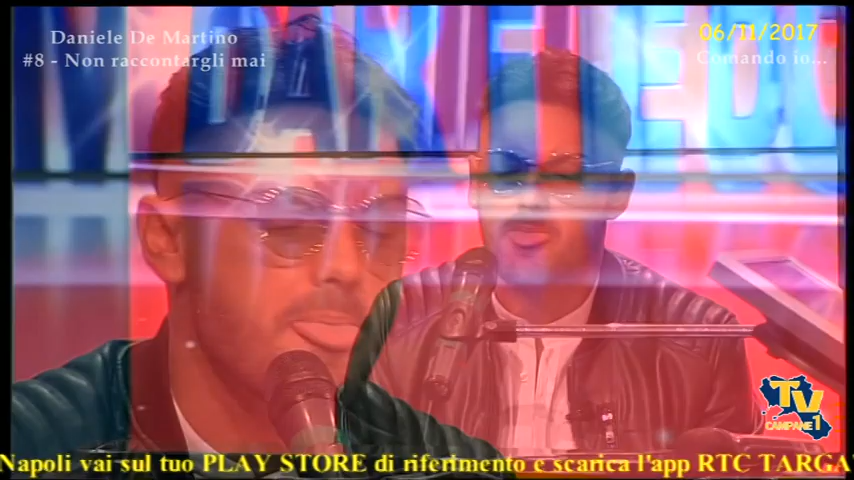 Daniele De Martino
#8 - Non raccontargli mai
06/11/2017
Comando io...
TV
CAMPANE 1
Napoli vai sul tuo PLAY STORE di riferimento e scarica l'app RTC TARGA